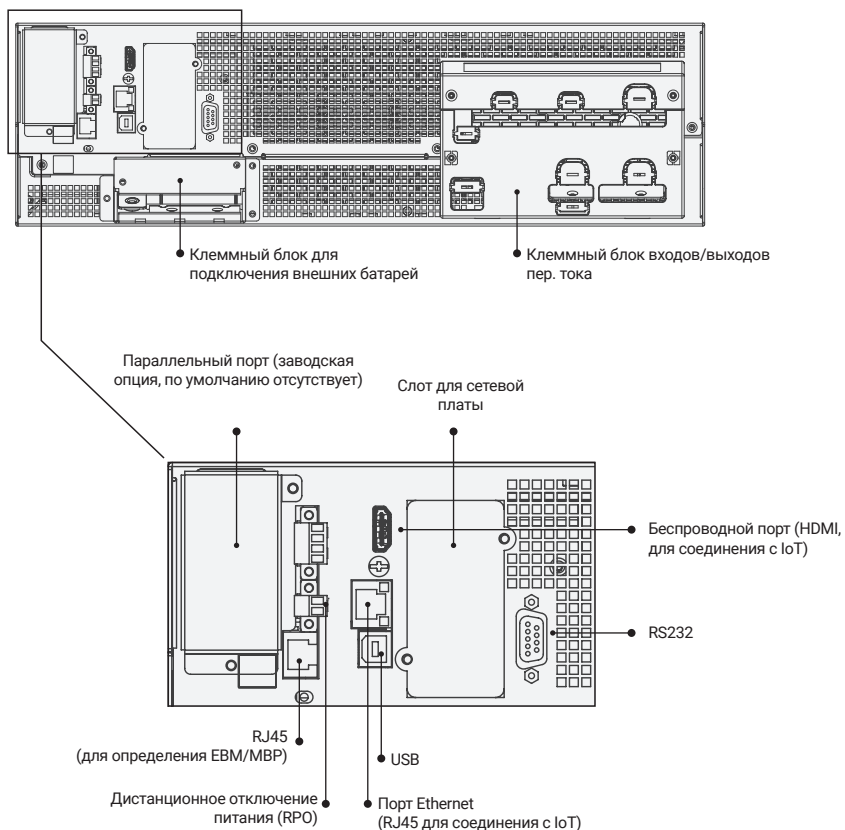 Клеммный блок для
подключения внешних батарей
Клеммный блок входов/выходов
пер. тока
Параллельный порт (заводская
опция, по умолчанию отсутствует)
Слот для сетевой
платы
Беспроводной порт (HDMI,
для соединения с IoT)
RS232
RJ45
(для определения EBM/MBP)
USB
Дистанционное отключение
питания (RPO)
Порт Ethernet
(RJ45 для соединения с IoT)